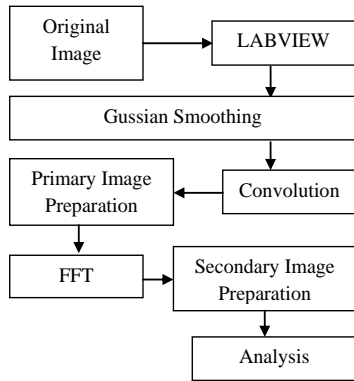 Original
Image
LABVIEW
Gussian Smoothing
Convolution
Primary Image
Preparation
FFT
Secondary Image
Preparation
Analysis